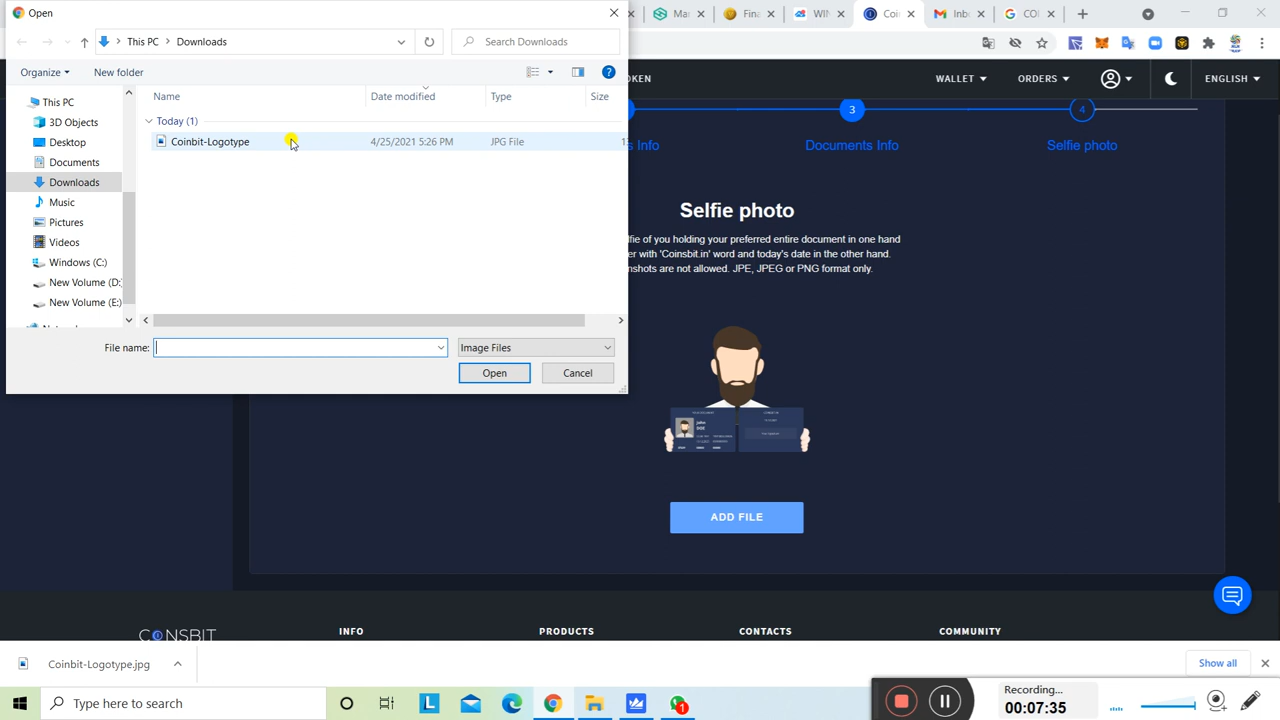 Open
Mar
Fina
WIN
Coi
Inb
CO
This PC
Downloads
Search Downloads
Organize
New folder
Name
Date modified
Type
Size
This PC
3D Objects
Desktop
Documents
Downloads
Music
Pictures
Videos
Windows (C:)
New Volume (D:
New Volume (E:)
Today (1)
Coinbit-Logotype
4/25/2021 5:26 PM
JPG File
File name:
Image Files
Open
Cancel
OKEN
WALLET
ORDERS
ENGLISH
3
4
s Info
Documents Info
Selfie photo
Selfie photo
lfie of you holding your preferred entire document in one hand
er with 'Coinsbit.in' word and today's date in the other hand.
nshots are not allowed. JPE, JPEG or PNG format only.
ADD FILE
INFO
PRODUCTS
CONTACTS
COMMUNITY
Coinbit-Logotype.jpg
Show all
Type here to search
L
1
Recording...
00:07:35